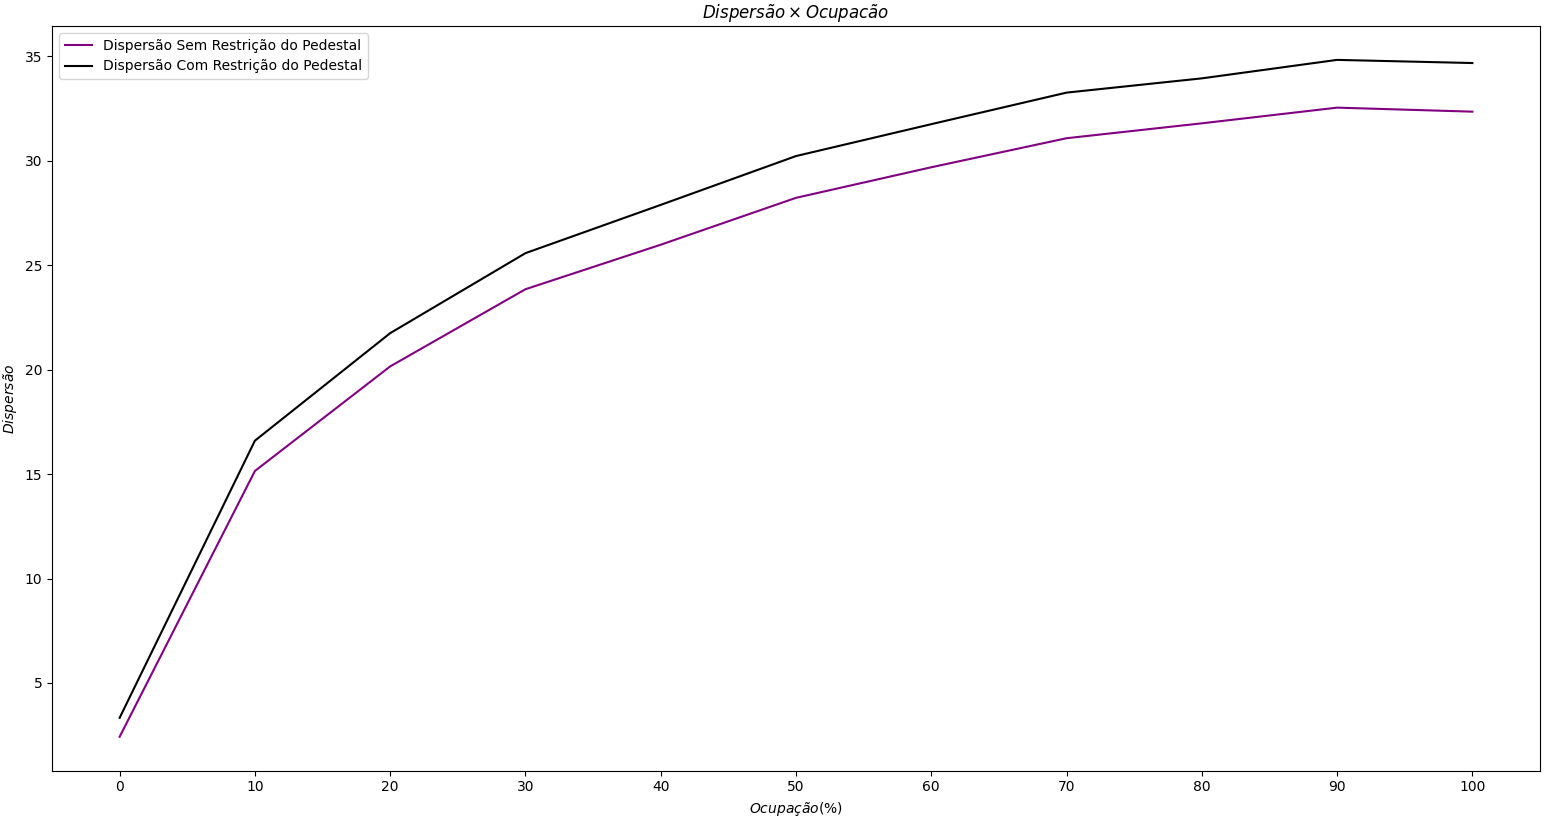 Dispersão × Ocupacão
Dispersão Sem Restrição do Pedestal
Dispersão Com Restrição do Pedestal
35
30
25
20
15
10
5
Dispersão
0 10 20 30 40 50 60 70 80 90 100
Ocupação(%)